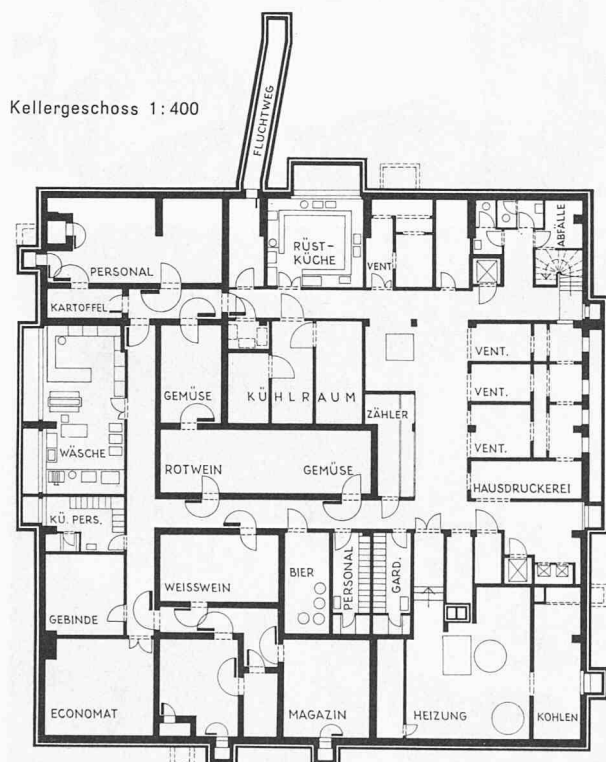 Kellergeschoss 1:400
FLUCHTWEG
RÜST-
KÜCHE
VENT
ABFÄLLE
PERSONAL
KARTOFFEL
GEMÜSE
KÜHLRAUM
ZÄHLER
VENT.
VENT.
VENT.
WÄSCHE
ROTWEIN GEMÜSE
HAUSDRUCKEREI
KÜ. PERS.
WEISSWEIN
BIER
PERSONAL
GARD.
GEBINDE
ECONOMAT
MAGAZIN
HEIZUNG
KOHLEN